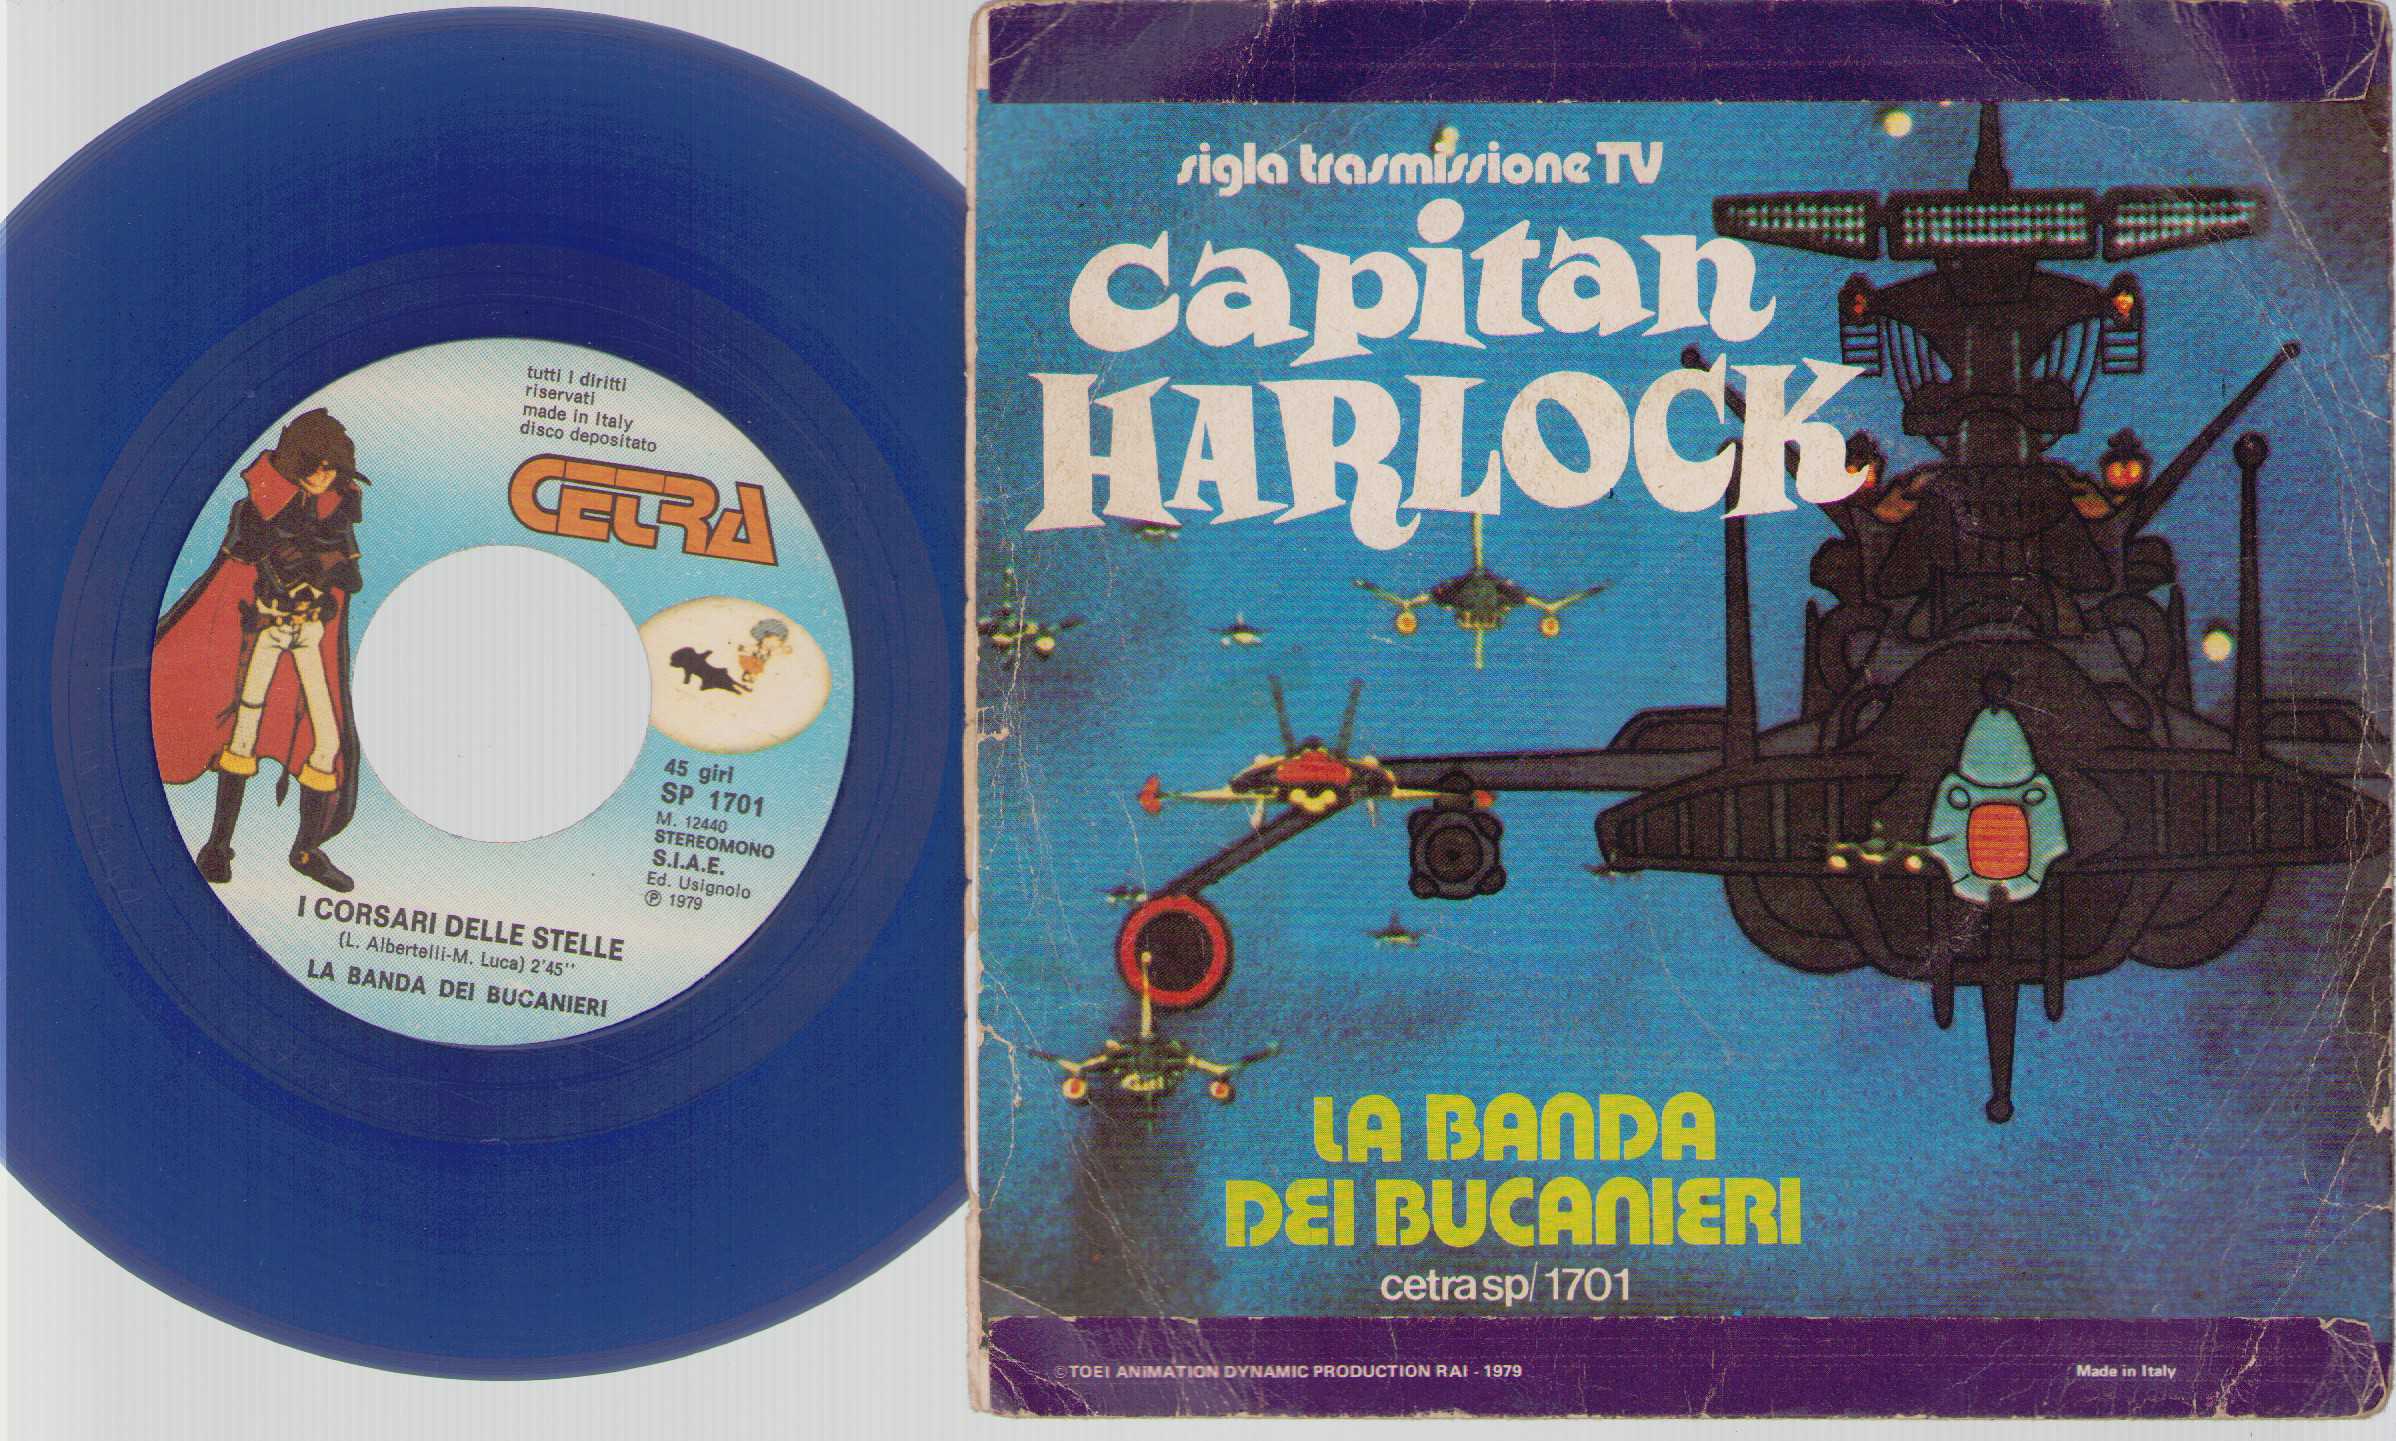 tutti i diritti
riservati
made in Italy
disco depositato
CETRA
45 giri
SP 1701
M. 12440
STEREOMONO
S.I.A.E.
Ed. Usignolo
℗ 1979
I CORSARI DELLE STELLE
(L. Albertelli-M. Luca) 2'45''
LA BANDA DEI BUCANIERI
sigla trasmissione TV
capitan
HARLOCK
LA BANDA
DEI BUCANIERI
cetra sp/1701
©TOEI ANIMATION DYNAMIC PRODUCTION RAI - 1979
Made in Italy